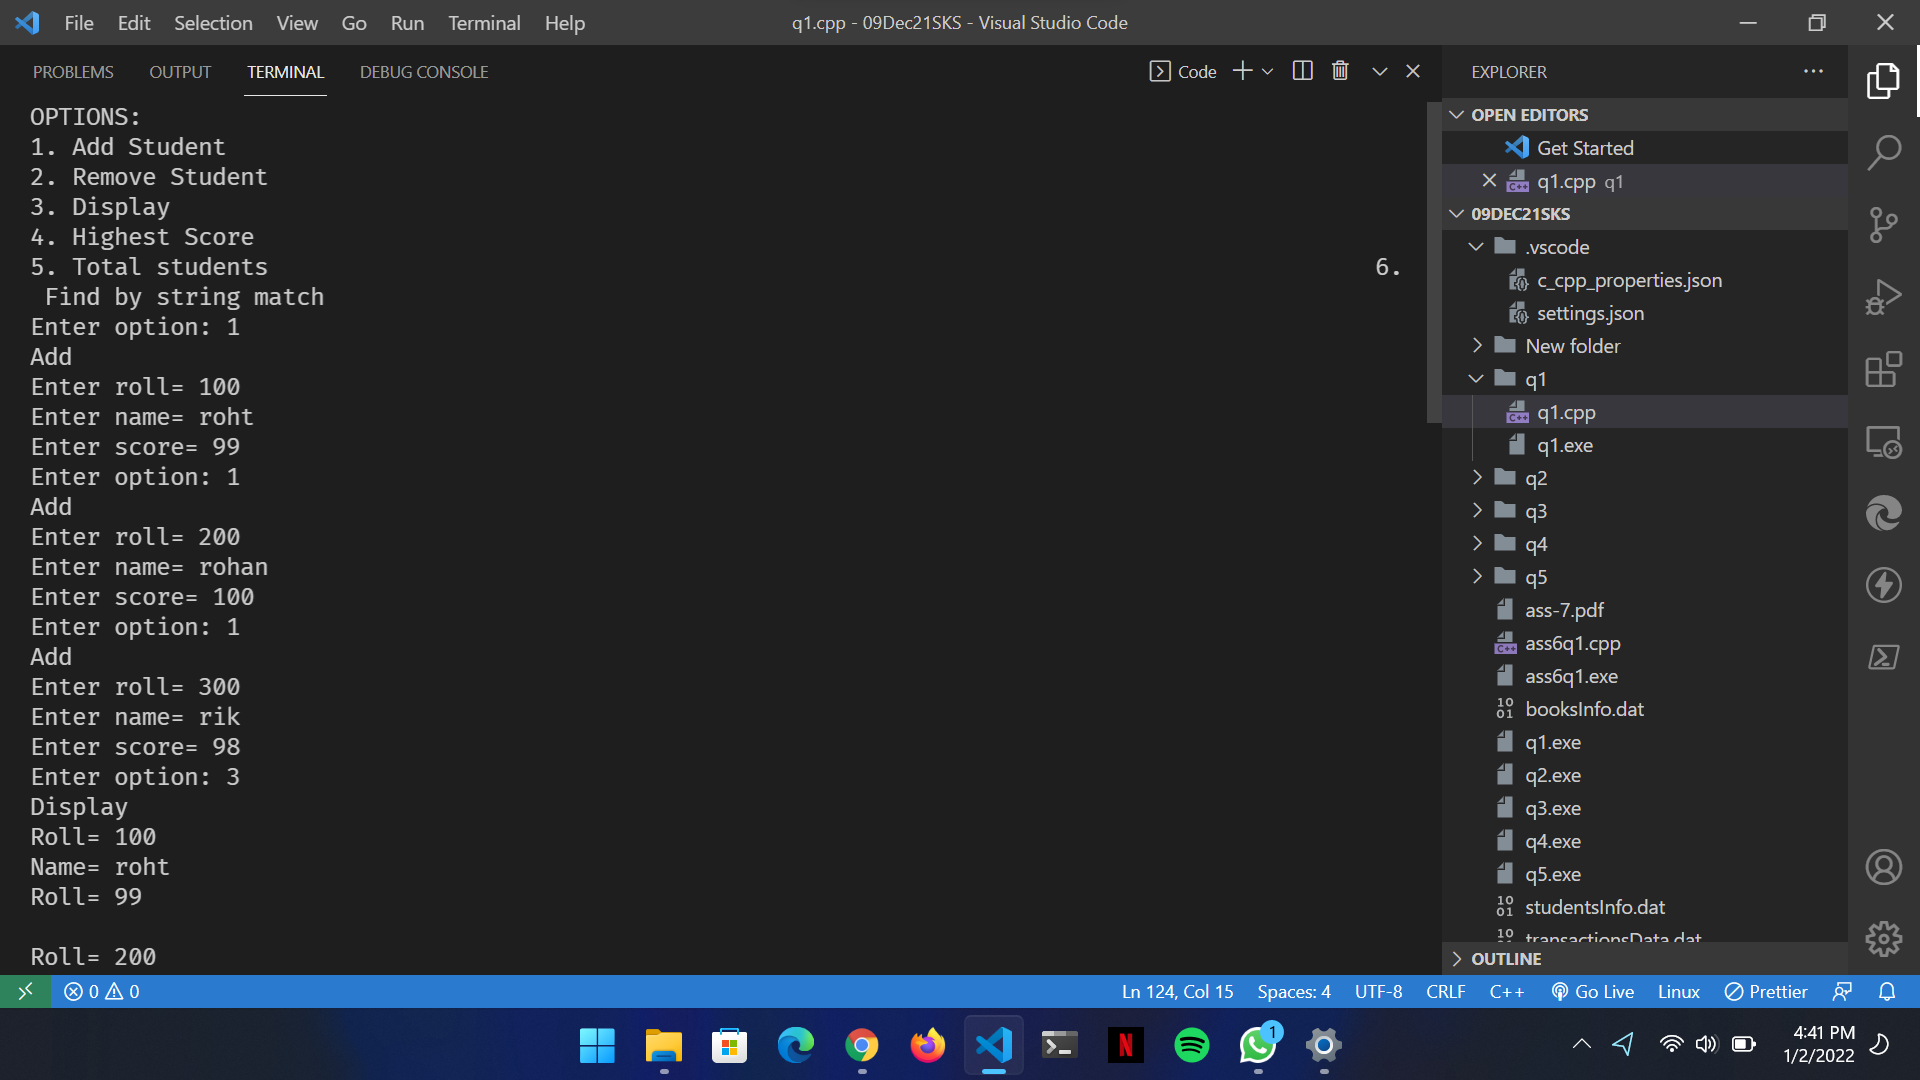 File Edit Selection View Go Run Terminal Help
q1.cpp - 09Dec21SKS - Visual Studio Code
PROBLEMS OUTPUT TERMINAL DEBUG CONSOLE
Code
OPTIONS:
1. Add Student
2. Remove Student
3. Display
4. Highest Score
5. Total students 6.
Find by string match
Enter option: 1
Add
Enter roll= 100
Enter name= roht
Enter score= 99
Enter option: 1
Add
Enter roll= 200
Enter name= rohan
Enter score= 100
Enter option: 1
Add
Enter roll= 300
Enter name= rik
Enter score= 98
Enter option: 3
Display
Roll= 100
Name= roht
Roll= 99
Roll= 200
EXPLORER
OPEN EDITORS
Get Started
q1.cpp q1
09DEC21SKS
.vscode
c_cpp_properties.json
settings.json
New folder
q1
q1.cpp
q1.exe
q2
q3
q4
q5
ass-7.pdf
ass6q1.cpp
ass6q1.exe
booksInfo.dat
q1.exe
q2.exe
q3.exe
q4.exe
q5.exe
studentsInfo.dat
transactionsData.dat
OUTLINE
0 0
Ln 124, Col 15 Spaces: 4 UTF-8 CRLF C++ Go Live Linux Prettier
1
4:41 PM
1/2/2022